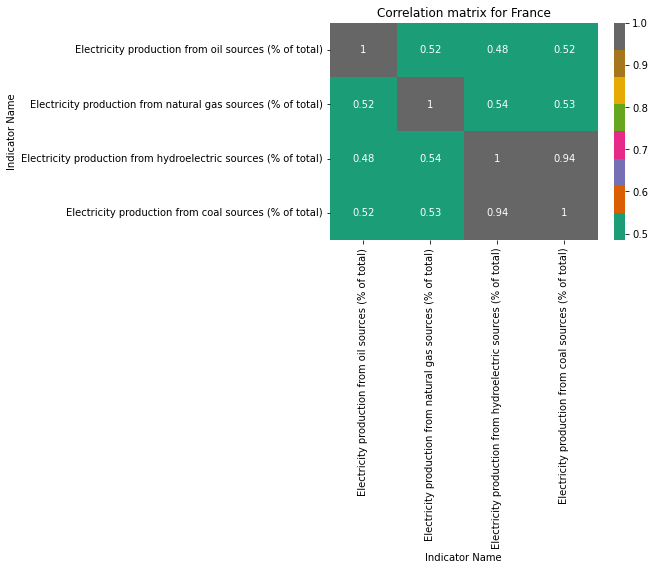 Correlation matrix for France
Indicator Name
Electricity production from oil sources (% of total)
Electricity production from natural gas sources (% of total)
Electricity production from hydroelectric sources (% of total)
Electricity production from coal sources (% of total)
1 0.52 0.48 0.52
0.52 1 0.54 0.53
0.48 0.54 1 0.94
0.52 0.53 0.94 1
1.0
0.9
0.8
0.7
0.6
0.5
Electricity production from oil sources (% of total)
Electricity production from natural gas sources (% of total)
Electricity production from hydroelectric sources (% of total)
Electricity production from coal sources (% of total)
Indicator Name